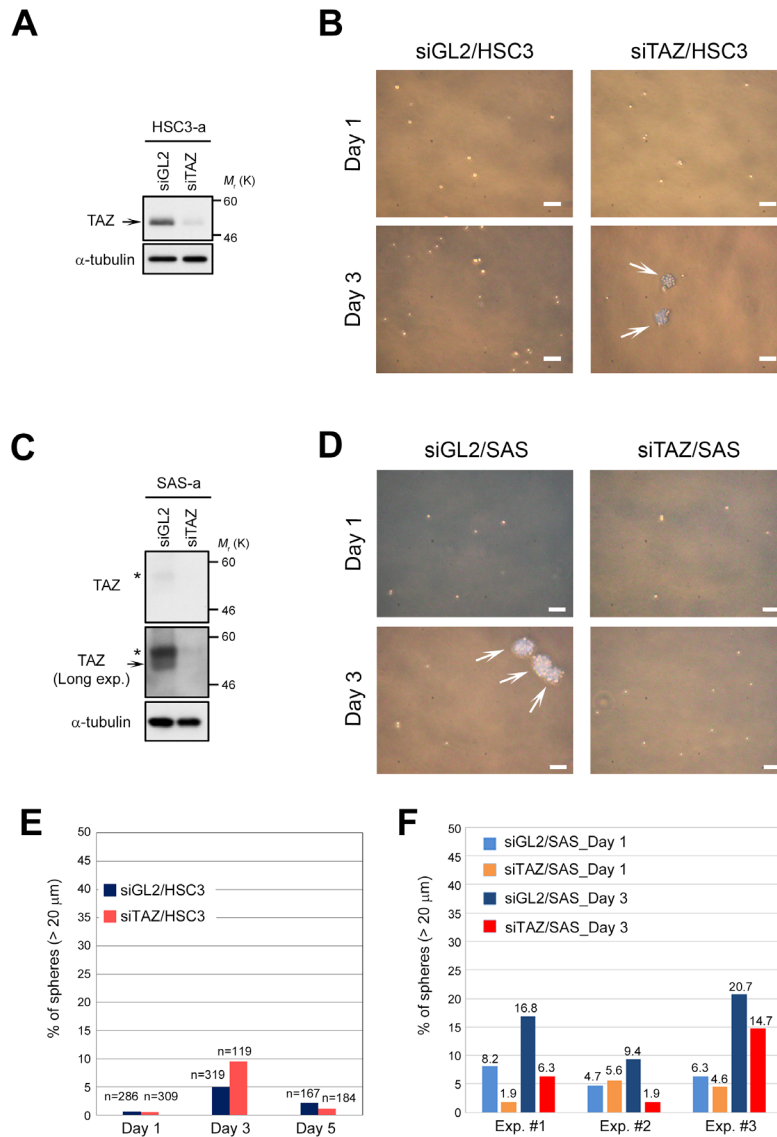 A
HSC3-a
siGL2
siTAZ
Mr (K)
60
TAZ
46
α-tubulin
B
siGL2/HSC3
siTAZ/HSC3
Day 1
Day 3
C
SAS-a
siGL2
siTAZ
Mr (K)
60
TAZ
*
46
60
*
TAZ
(Long exp.)
46
α-tubulin
D
siGL2/SAS
siTAZ/SAS
Day 1
Day 3
E
% of spheres (> 20 μm)
50
45
40
35
30
25
20
15
10
5
0
siGL2/HSC3
siTAZ/HSC3
n=286
n=309
n=319
n=119
n=167
n=184
Day 1
Day 3
Day 5
F
% of spheres (> 20 μm)
50
45
40
35
30
25
20
15
10
5
0
siGL2/SAS_Day 1
siTAZ/SAS_Day 1
siGL2/SAS_Day 3
siTAZ/SAS_Day 3
8.2
1.9
16.8
6.3
4.7
5.6
9.4
1.9
6.3
4.6
20.7
14.7
Exp. #1
Exp. #2
Exp. #3